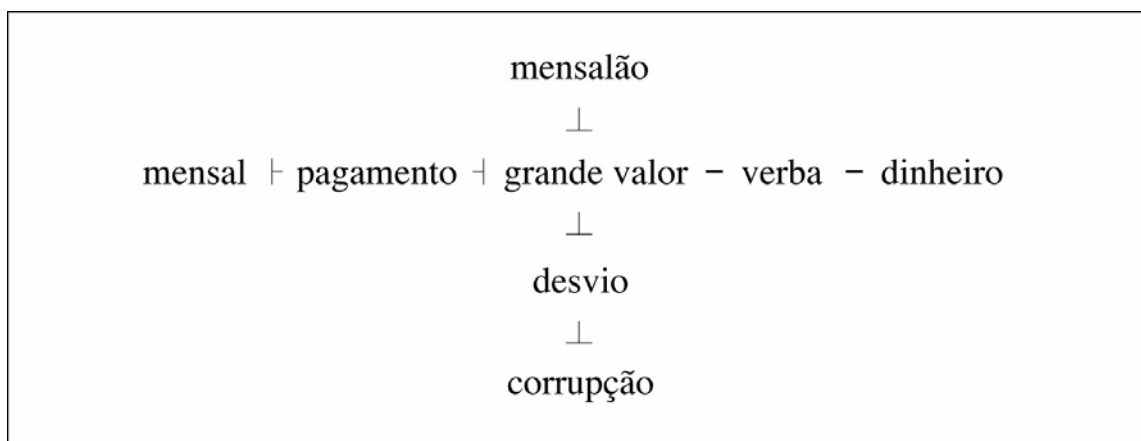 mensalão
⊥
mensal ⊢ pagamento ⊣ grande valor – verba – dinheiro
⊥
desvio
⊥
corrupção